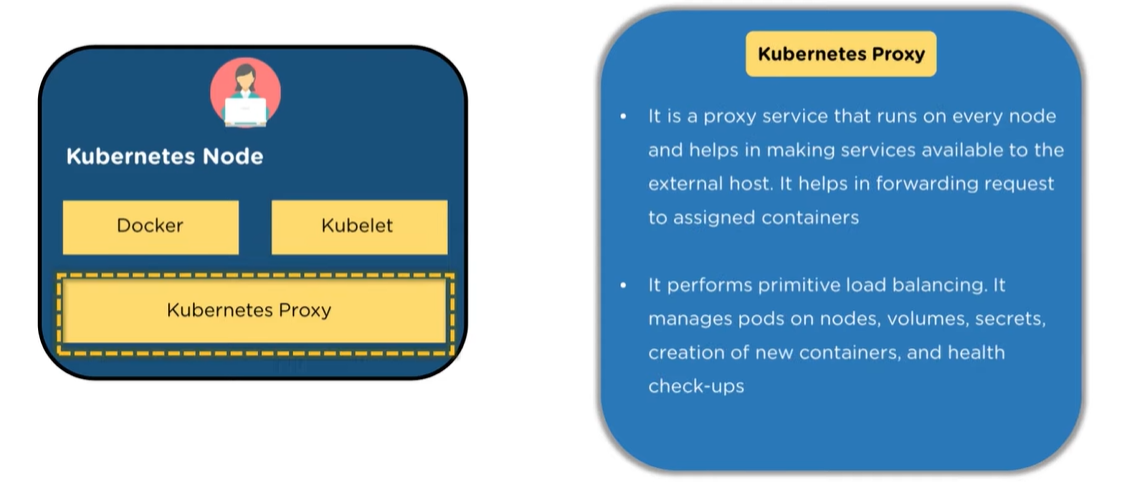 Kubernetes Node
Docker
Kubelet
Kubernetes Proxy
Kubernetes Proxy
• It is a proxy service that runs on every node
and helps in making services available to the
external host. It helps in forwarding request
to assigned containers
• It performs primitive load balancing. It
manages pods on nodes, volumes, secrets,
creation of new containers, and health
check-ups